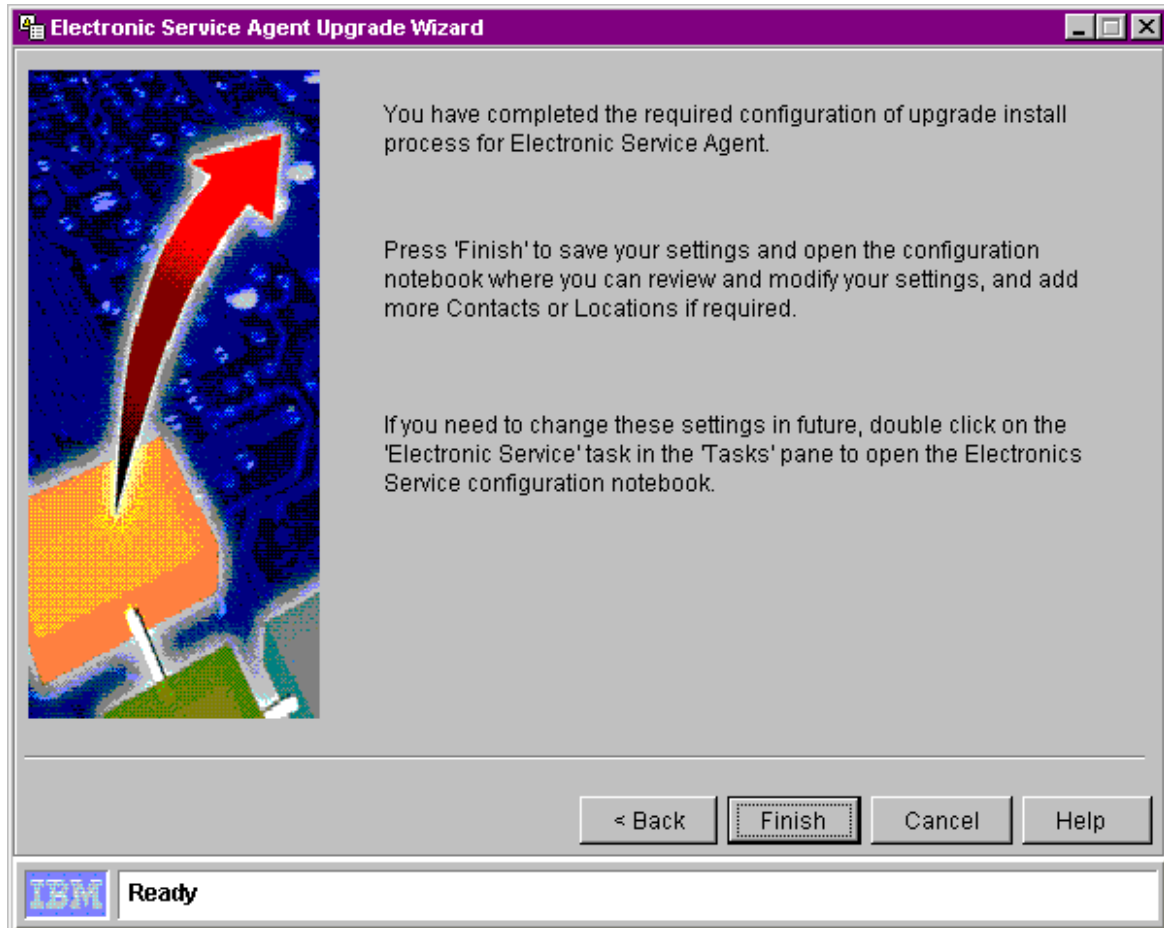 Electronic Service Agent Upgrade Wizard
You have completed the required configuration of upgrade install
process for Electronic Service Agent.
Press 'Finish' to save your settings and open the configuration
notebook where you can review and modify your settings, and add
more Contacts or Locations if required.
If you need to change these settings in future, double click on the
'Electronic Service' task in the 'Tasks' pane to open the Electronics
Service configuration notebook.
< Back
Finish
Cancel
Help
IBM
Ready